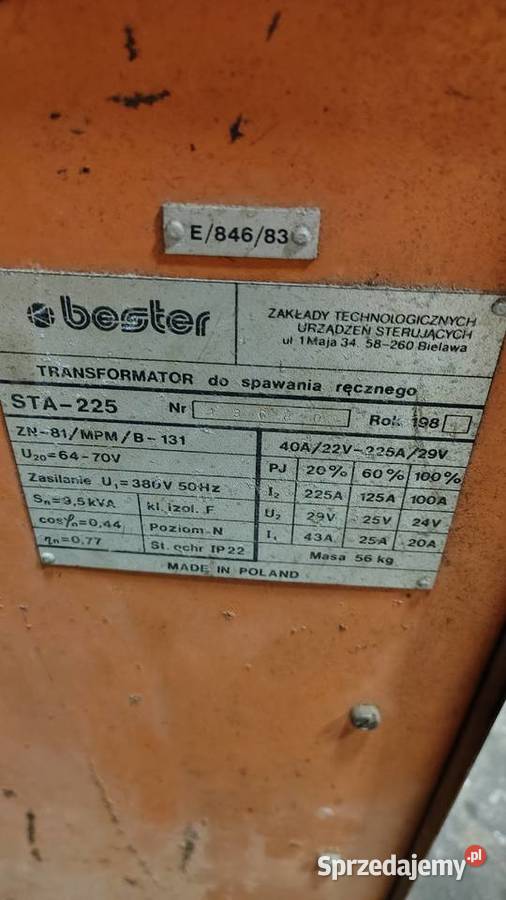 E/846/83
bester
ZAKŁADY TECHNOLOGICZNYCH
URZĄDZEŃ STERUJĄCYCH
ul 1 Maja 34 58-260 Bielawa
TRANSFORMATOR do spawania ręcznego
STA-225 Nr Rok 198
ZN-81/MPM/B-131
U₂₀=64-70V
Zasilanie U₁=380V 50Hz
Sₙ=9,5kVA kl. izol. F
cosφₙ=0,44 Poziom-N
ηₙ=0,77 St. ochr IP22
40A/22V-225A/29V
PJ 20% 60% 100%
I₂ 225A 125A 100A
U₂ 29V 25V 24V
I₁ 43A 25A 20A
Masa 56 kg
MADE IN POLAND
Sprzedajemy.pl